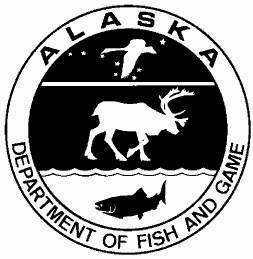 ALASKA
DEPARTMENT OF FISH AND GAME